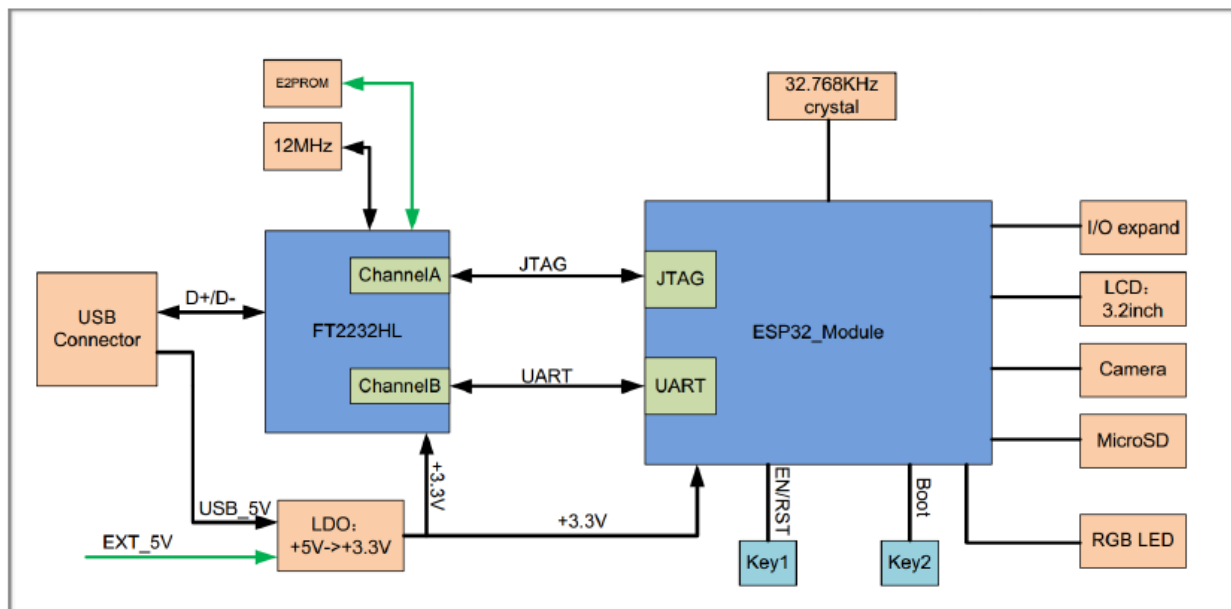 E2PROM
12MHz
32.768KHz
crystal
USB
Connector
D+/D-
FT2232HL
ChannelA
ChannelB
JTAG
UART
JTAG
UART
ESP32_Module
I/O expand
LCD：
3.2inch
Camera
MicroSD
RGB LED
USB_5V
EXT_5V
LDO：
+5V->+3.3V
+3.3V
+3.3V
EN/RST
Boot
Key1
Key2